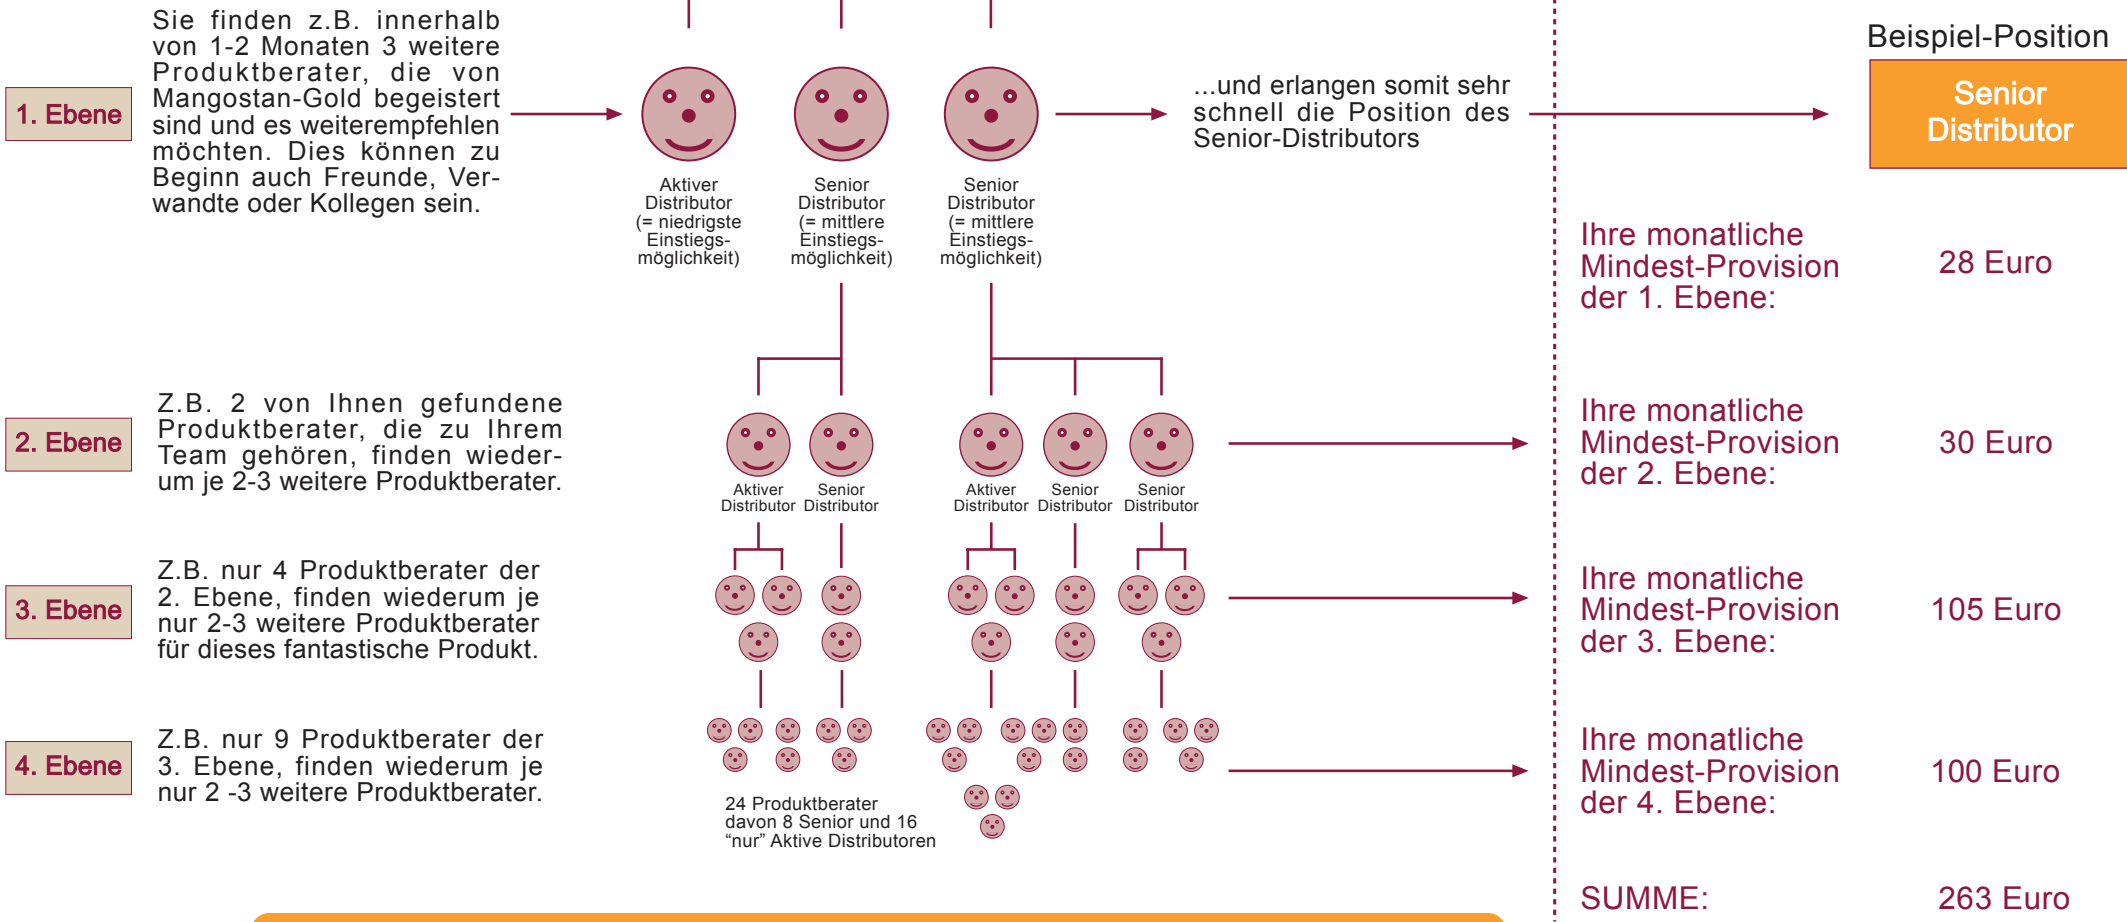 1. Ebene
Sie finden z.B. innerhalb
von 1-2 Monaten 3 weitere
Produktberater, die von
Mangostan-Gold begeistert
sind und es weiterempfehlen
möchten. Dies können zu
Beginn auch Freunde, Ver-
wandte oder Kollegen sein.
Aktiver
Distributor
(= niedrigste
Einstiegs-
möglichkeit)
Senior
Distributor
(= mittlere
Einstiegs-
möglichkeit)
Senior
Distributor
(= mittlere
Einstiegs-
möglichkeit)
...und erlangen somit sehr
schnell die Position des
Senior-Distributors
Beispiel-Position
Senior
Distributor
Ihre monatliche
Mindest-Provision
der 1. Ebene:
28 Euro
2. Ebene
Z.B. 2 von Ihnen gefundene
Produktberater, die zu Ihrem
Team gehören, finden wieder-
um je 2-3 weitere Produktberater.
Aktiver
Distributor
Senior
Distributor
Aktiver
Distributor
Senior
Distributor
Senior
Distributor
Ihre monatliche
Mindest-Provision
der 2. Ebene:
30 Euro
3. Ebene
Z.B. nur 4 Produktberater der
2. Ebene, finden wiederum je
nur 2-3 weitere Produktberater
für dieses fantastische Produkt.
Ihre monatliche
Mindest-Provision
der 3. Ebene:
105 Euro
4. Ebene
Z.B. nur 9 Produktberater der
3. Ebene, finden wiederum je
nur 2 -3 weitere Produktberater.
24 Produktberater
davon 8 Senior und 16
“nur” Aktive Distributoren
Ihre monatliche
Mindest-Provision
der 4. Ebene:
100 Euro
SUMME:
263 Euro